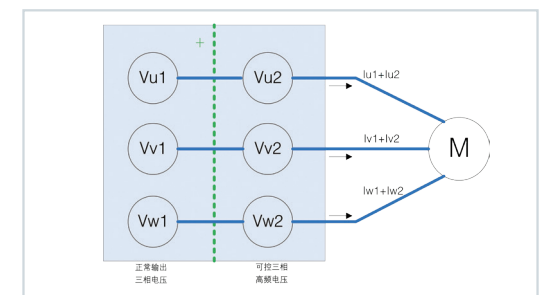 +
Vu1 Vu2 Iu1+Iu2
Vv1 Vv2 Iv1+Iv2 M
Vw1 Vw2 Iw1+Iw2
正常输出 可控三相
三相电压 高频电压